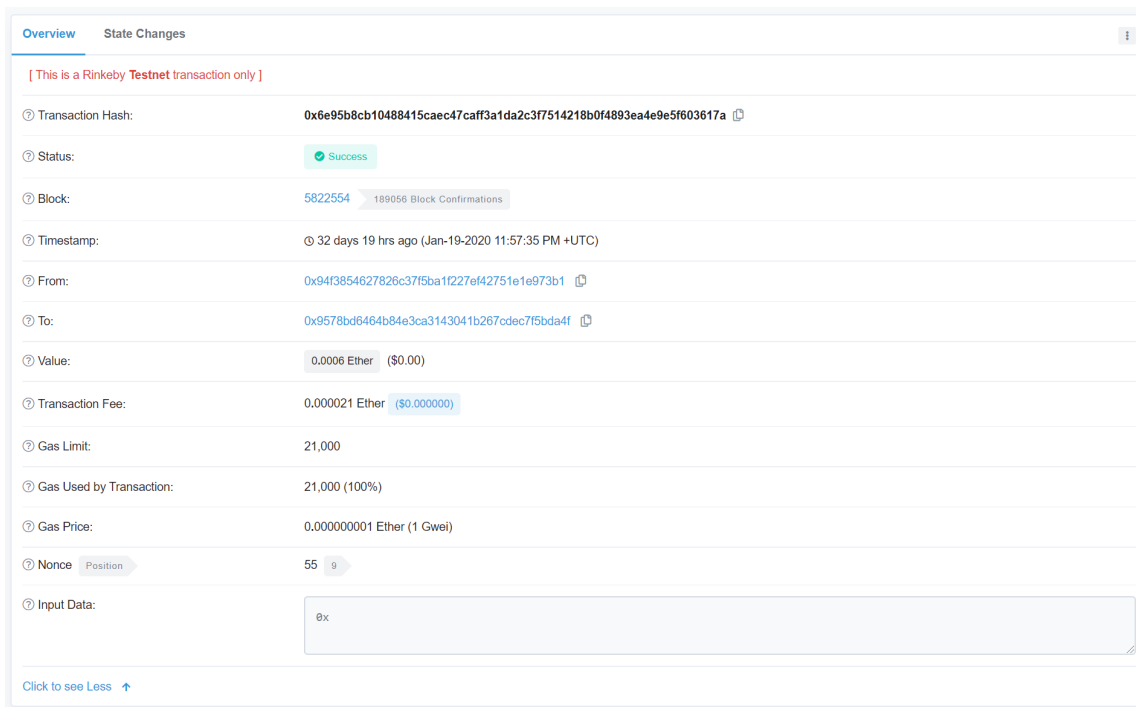 Overview State Changes
[ This is a Rinkeby Testnet transaction only ]
Transaction Hash: 0x6e95b8cb10488415caec47caff3a1da2c3f7514218b0f4893ea4e9e5f603617a
Status: Success
Block: 5822554 189056 Block Confirmations
Timestamp: 32 days 19 hrs ago (Jan-19-2020 11:57:35 PM +UTC)
From: 0x94f3854627826c37f5ba1f227ef42751e1e973b1
To: 0x9578bd6464b84e3ca3143041b267cdec7f5bda4f
Value: 0.0006 Ether ($0.00)
Transaction Fee: 0.000021 Ether ($0.000000)
Gas Limit: 21,000
Gas Used by Transaction: 21,000 (100%)
Gas Price: 0.000000001 Ether (1 Gwei)
Nonce Position 55 9
Input Data: 0x
Click to see Less